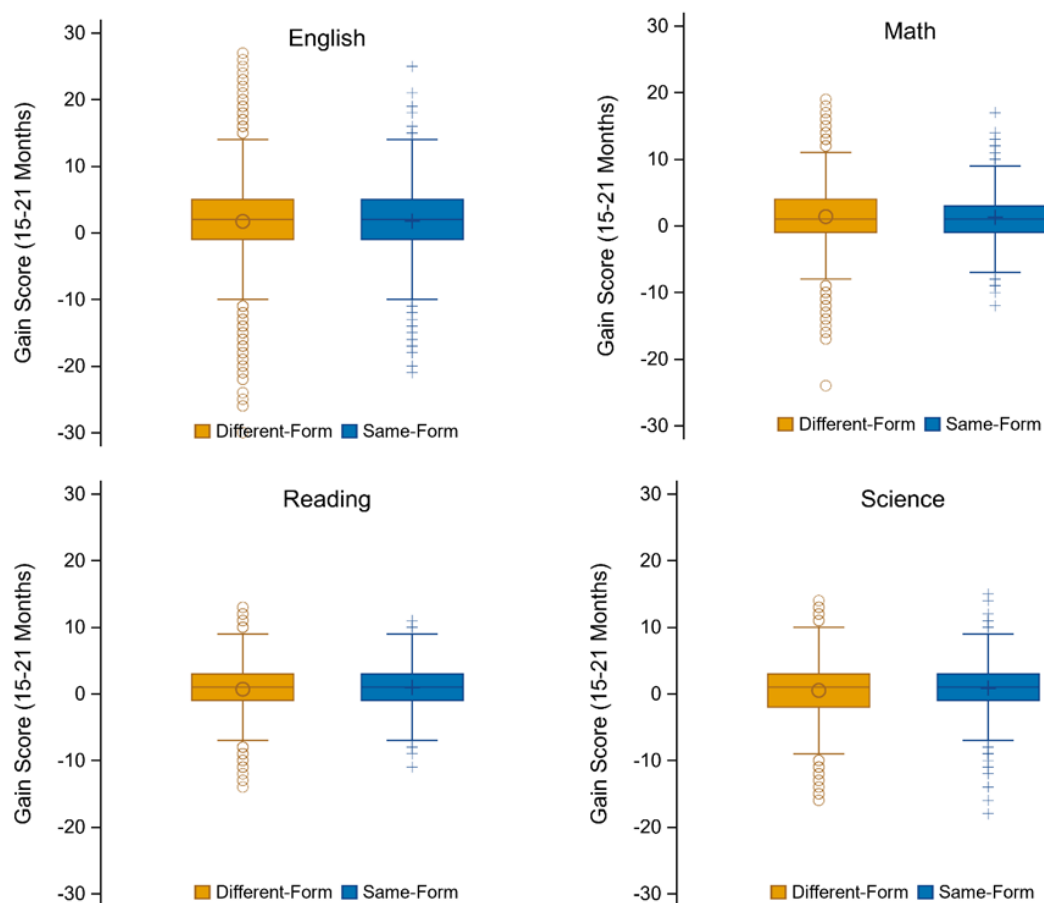 English
Gain Score (15-21 Months)
30
20
10
0
-10
-20
-30
Different-Form Same-Form
Math
Gain Score (15-21 Months)
30
20
10
0
-10
-20
-30
Different-Form Same-Form
Reading
Gain Score (15-21 Months)
30
20
10
0
-10
-20
-30
Different-Form Same-Form
Science
Gain Score (15-21 Months)
30
20
10
0
-10
-20
-30
Different-Form Same-Form